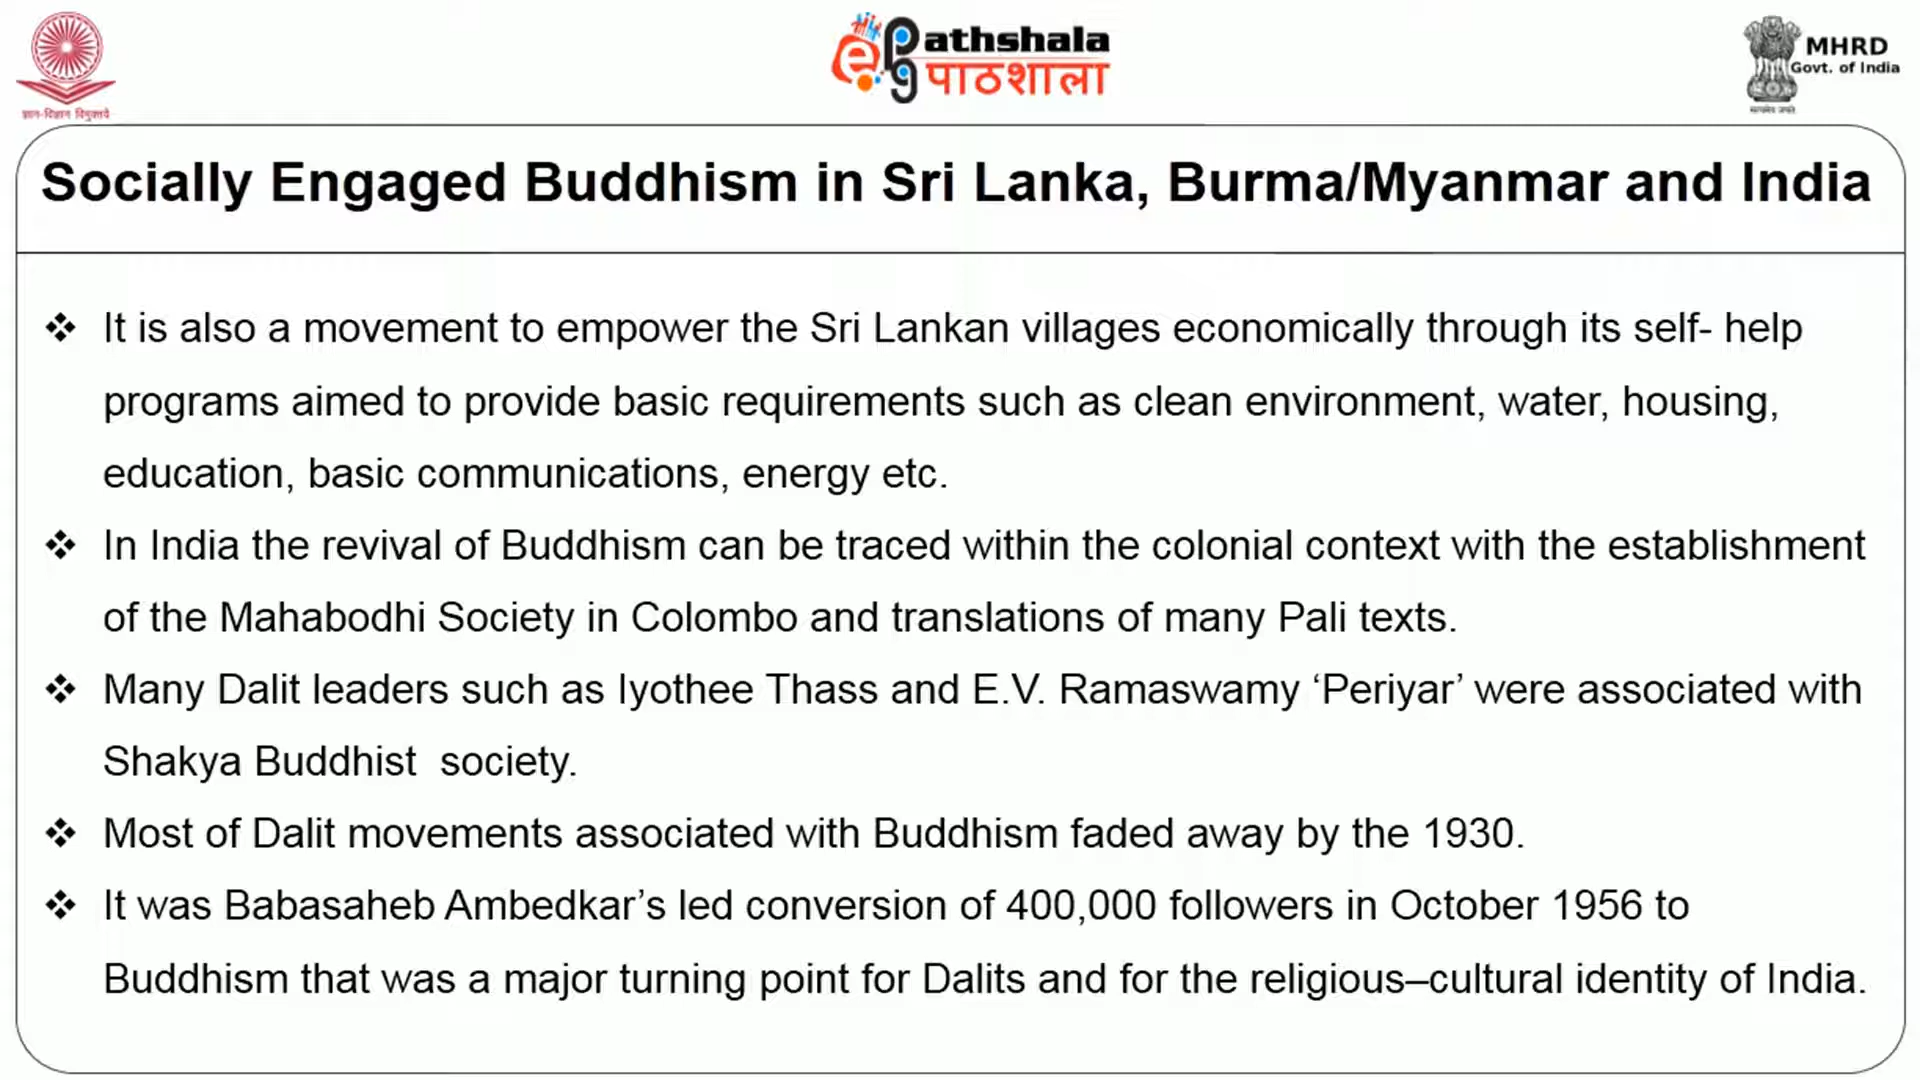 ज्ञान-विज्ञान विमुक्तये
e
Pathshala
पाठशाला
pg
MHRD
Govt. of India
सत्यमेव जयते
Socially Engaged Buddhism in Sri Lanka, Burma/Myanmar and India
❖ It is also a movement to empower the Sri Lankan villages economically through its self- help
programs aimed to provide basic requirements such as clean environment, water, housing,
education, basic communications, energy etc.
❖ In India the revival of Buddhism can be traced within the colonial context with the establishment
of the Mahabodhi Society in Colombo and translations of many Pali texts.
❖ Many Dalit leaders such as Iyothee Thass and E.V. Ramaswamy ‘Periyar’ were associated with
Shakya Buddhist  society.
❖ Most of Dalit movements associated with Buddhism faded away by the 1930.
❖ It was Babasaheb Ambedkar’s led conversion of 400,000 followers in October 1956 to
Buddhism that was a major turning point for Dalits and for the religious–cultural identity of India.